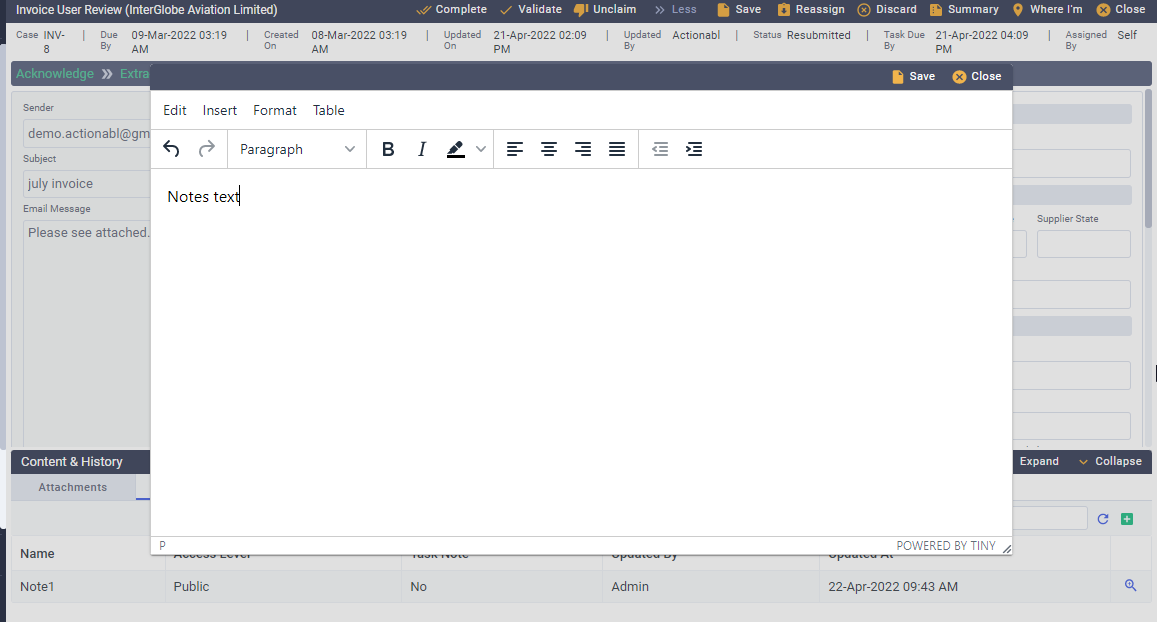 Invoice User Review (InterGlobe Aviation Limited) Complete Validate Unclaim Less Save Reassign Discard Summary Where I'm Close
Case INV-8 | Due By 09-Mar-2022 03:19 AM | Created On 08-Mar-2022 03:19 AM | Updated On 21-Apr-2022 02:09 PM | Updated By Actionabl | Status Resubmitted | Task Due By 21-Apr-2022 04:09 PM | Assigned By Self
Acknowledge Extra
Save Close
Sender
demo.actionabl@gm
Subject
july invoice
Email Message
Please see attached.
Edit Insert Format Table
Paragraph B I
Notes text
Supplier State
P POWERED BY TINY
Content & History Expand Collapse
Attachments
Name Access Level Task Note Updated By Updated At
Note1 Public No Admin 22-Apr-2022 09:43 AM